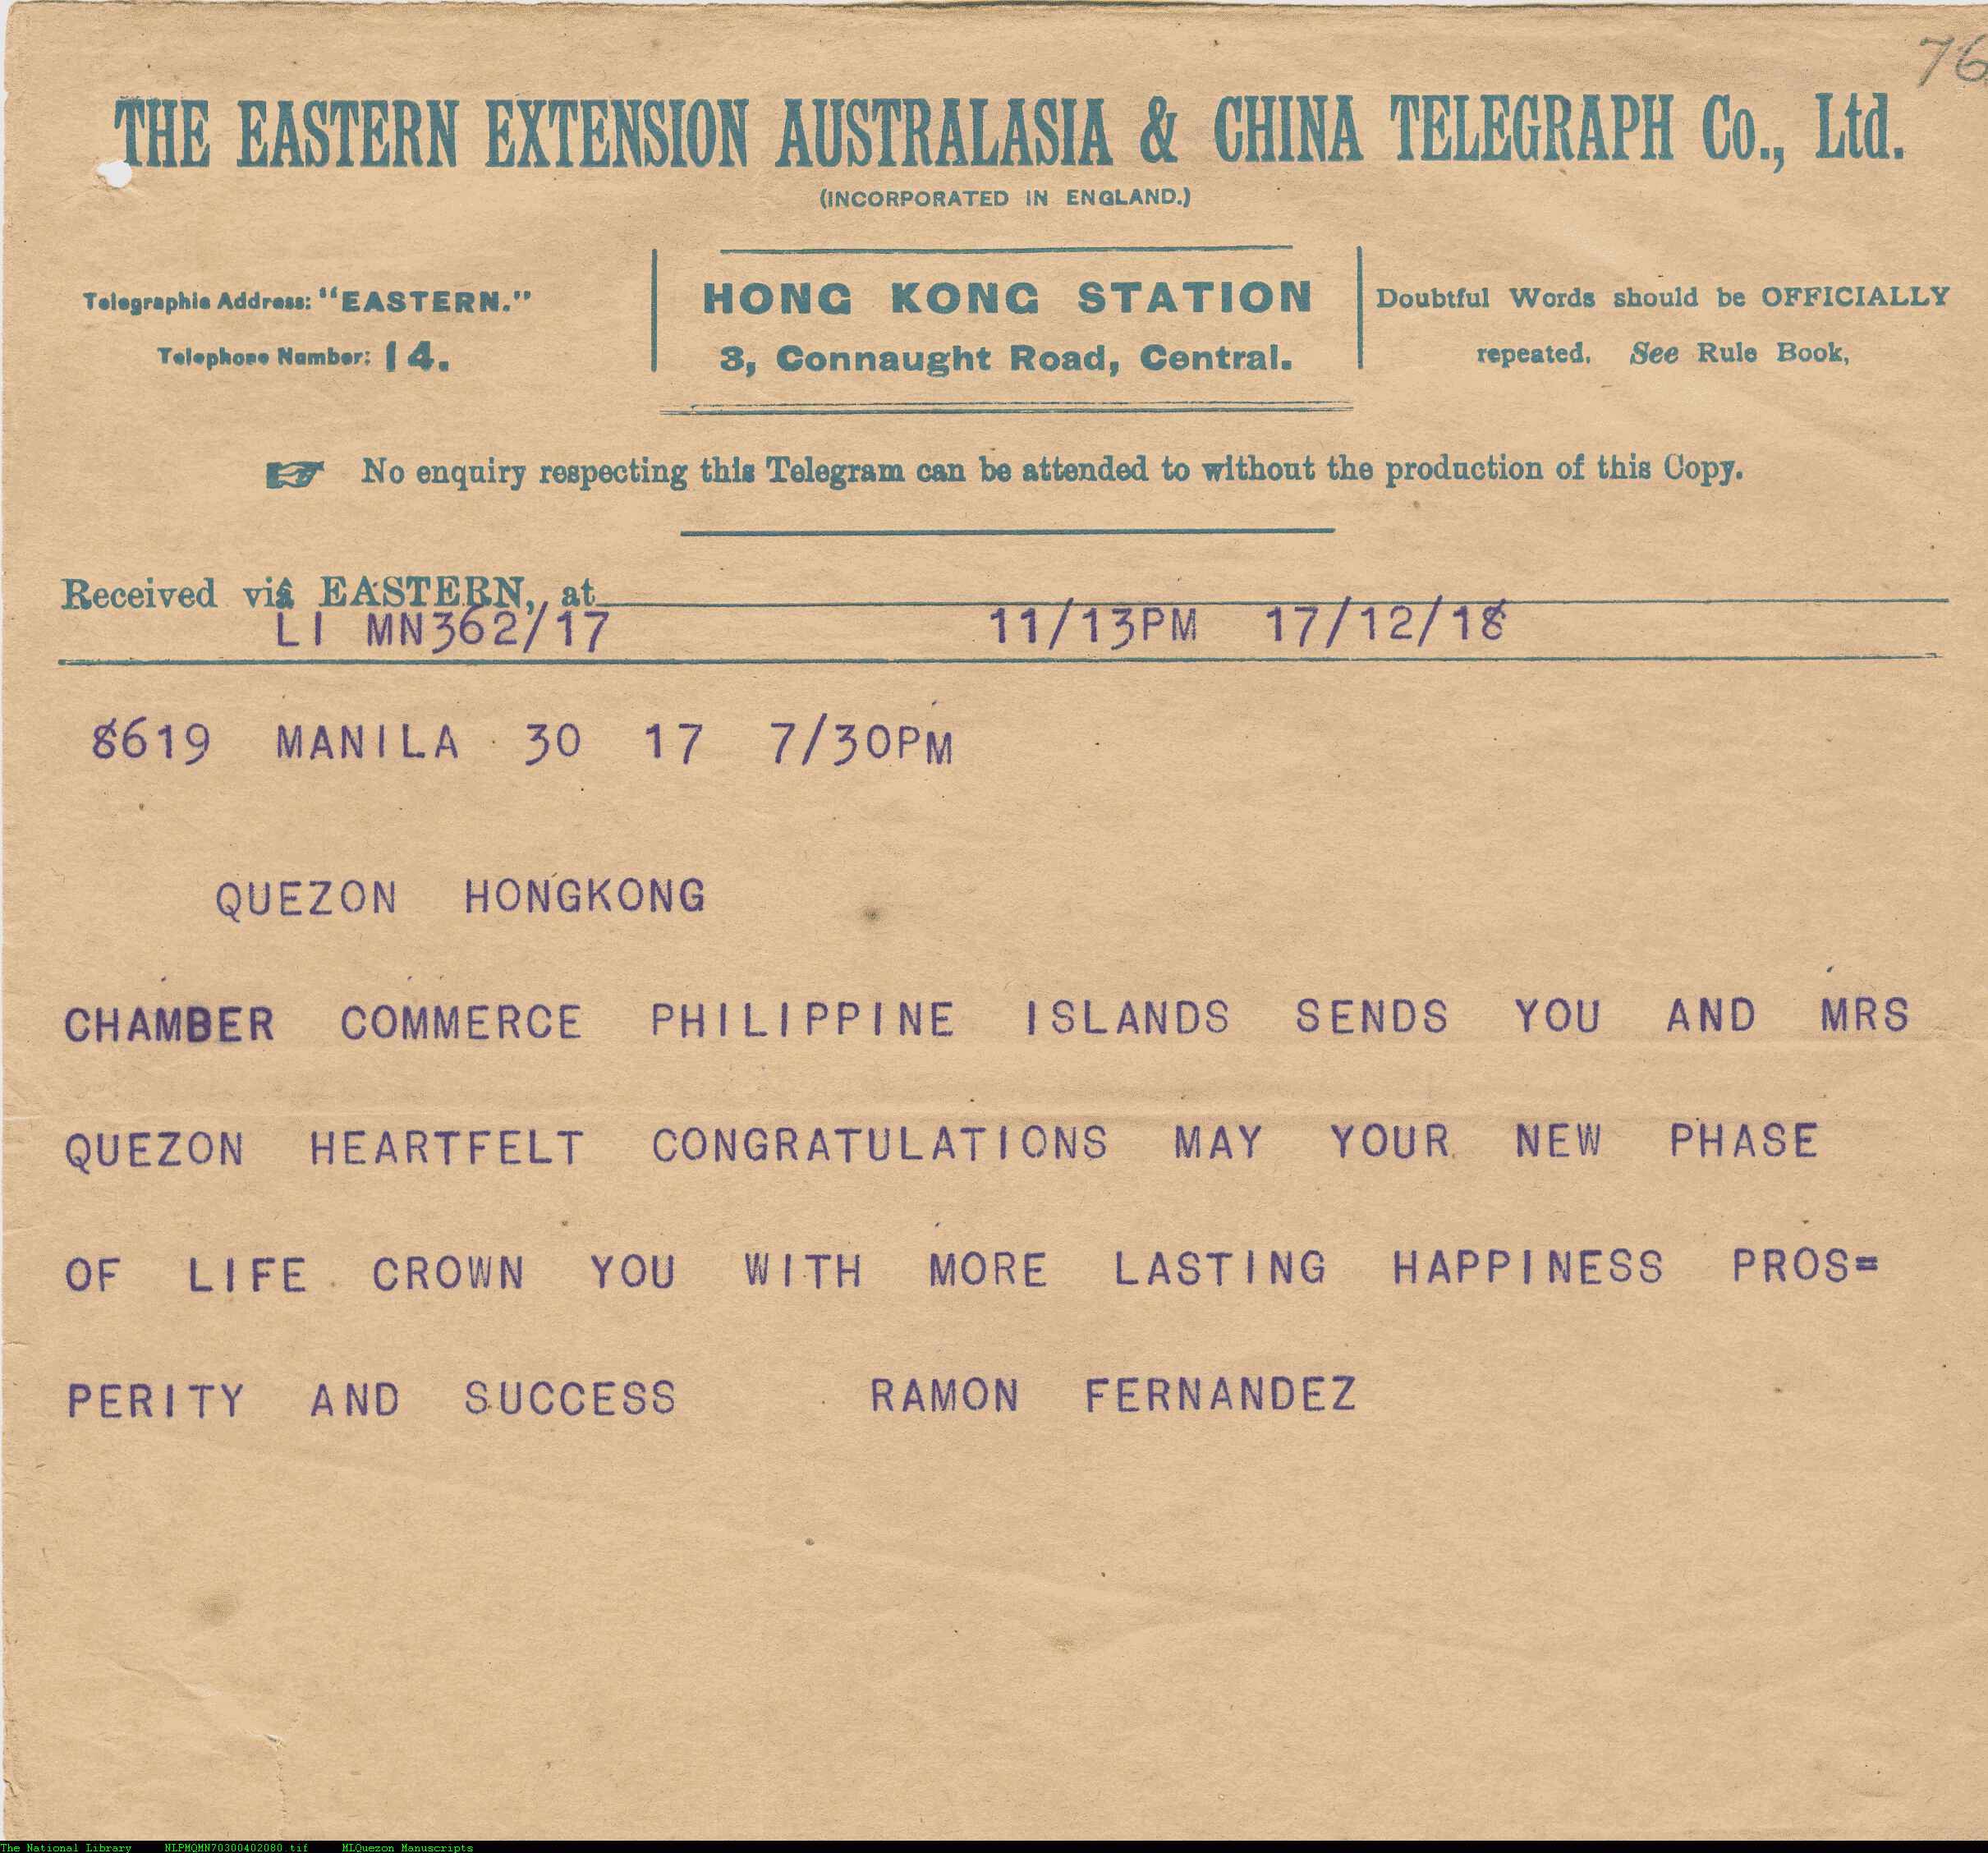 76
THE EASTERN EXTENSION AUSTRALASIA & CHINA TELEGRAPH Co., Ltd.
(INCORPORATED IN ENGLAND.)
Telegraphic Address: "EASTERN."
Telephone Number: 14.
HONG KONG STATION
3, Connaught Road, Central.
Doubtful Words should be OFFICIALLY
repeated. See Rule Book,
☞ No enquiry respecting this Telegram can be attended to without the production of this Copy.
Received viâ EASTERN, at
LI MN362/17 11/13PM 17/12/18
8619 MANILA 30 17 7/30PM
QUEZON HONGKONG
CHAMBER COMMERCE PHILIPPINE ISLANDS SENDS YOU AND MRS
QUEZON HEARTFELT CONGRATULATIONS MAY YOUR NEW PHASE
OF LIFE CROWN YOU WITH MORE LASTING HAPPINESS PROS=
PERITY AND SUCCESS RAMON FERNANDEZ
The National Library NLPMQMN70300402080.tif MLQuezon Manuscripts